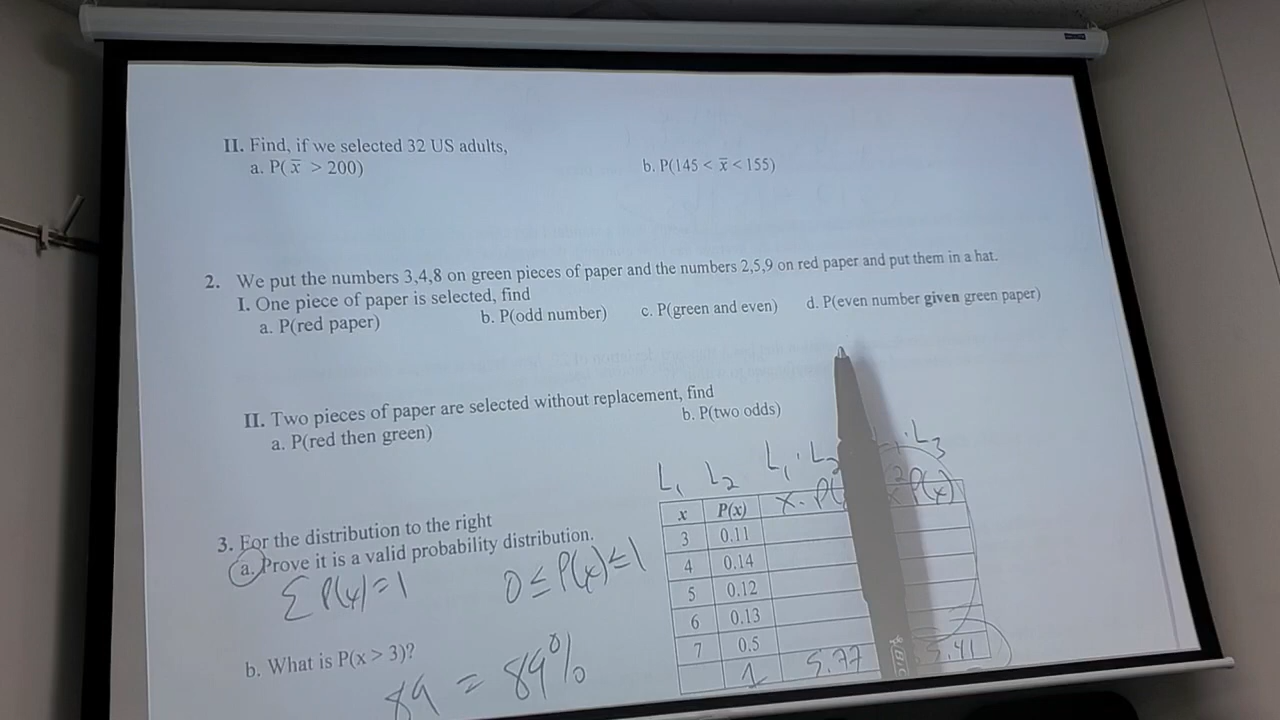 II. Find, if we selected 32 US adults,
a. P( x̅ > 200)
b. P(145 < x̅ < 155)
2. We put the numbers 3,4,8 on green pieces of paper and the numbers 2,5,9 on red paper and put them in a hat.
I. One piece of paper is selected, find
a. P(red paper) b. P(odd number) c. P(green and even) d. P(even number given green paper)
II. Two pieces of paper are selected without replacement, find
a. P(red then green) b. P(two odds)
3. For the distribution to the right
a. Prove it is a valid probability distribution.
Σ P(x)=1 0 ≤ P(x) ≤ 1
b. What is P(x > 3)?
89 = 89%
L₁ L₂ L₁·L₂ ·L₃
x P(x) x·P( x²P(x)
3 0.11
4 0.14
5 0.12
6 0.13
7 0.5
1 5.77 5.41
BIC